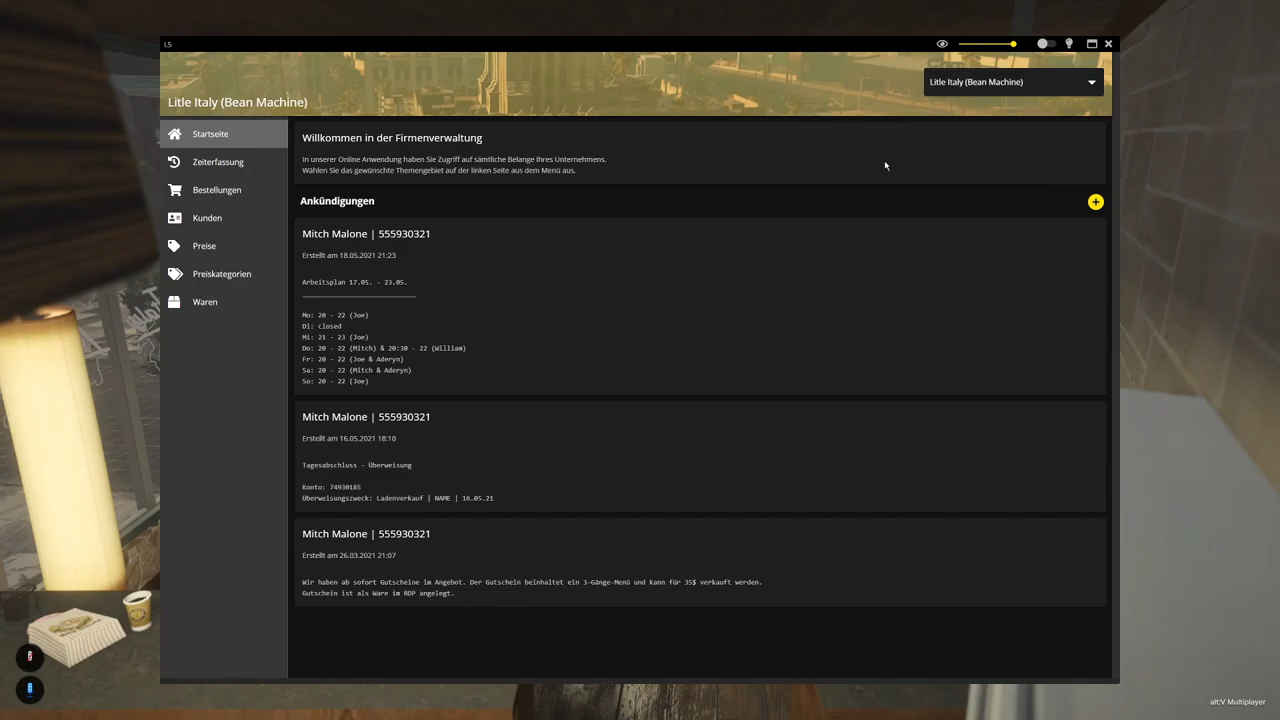 L5
Litle Italy (Bean Machine)
Litle Italy (Bean Machine)
Startseite
Zeiterfassung
Bestellungen
Kunden
Preise
Preiskategorien
Waren
Willkommen in der Firmenverwaltung
In unserer Online Anwendung haben Sie Zugriff auf sämtliche Belange Ihres Unternehmens.
Wählen Sie das gewünschte Themengebiet auf der linken Seite aus dem Menü aus.
Ankündigungen
Mitch Malone | 555930321
Erstellt am 18.05.2021 21:23
Arbeitsplan 17.05. - 23.05.
Mo: 20 - 22 (Joe)
Di: closed
Mi: 21 - 23 (Joe)
Do: 20 - 22 (Mitch) & 20:30 - 22 (William)
Fr: 20 - 22 (Joe & Aderyn)
Sa: 20 - 22 (Mitch & Aderyn)
So: 20 - 22 (Joe)
Mitch Malone | 555930321
Erstellt am 16.05.2021 18:10
Tagesabschluss - Überweisung
Konto: 74930185
Überweisungszweck: Ladenverkauf | NAME | 16.05.21
Mitch Malone | 555930321
Erstellt am 26.03.2021 21:07
Wir haben ab sofort Gutscheine im Angebot. Der Gutschein beinhaltet ein 3-Gänge-Menü und kann für 35$ verkauft werden.
Gutschein ist als Ware im RDP angelegt.
alt:V Multiplayer